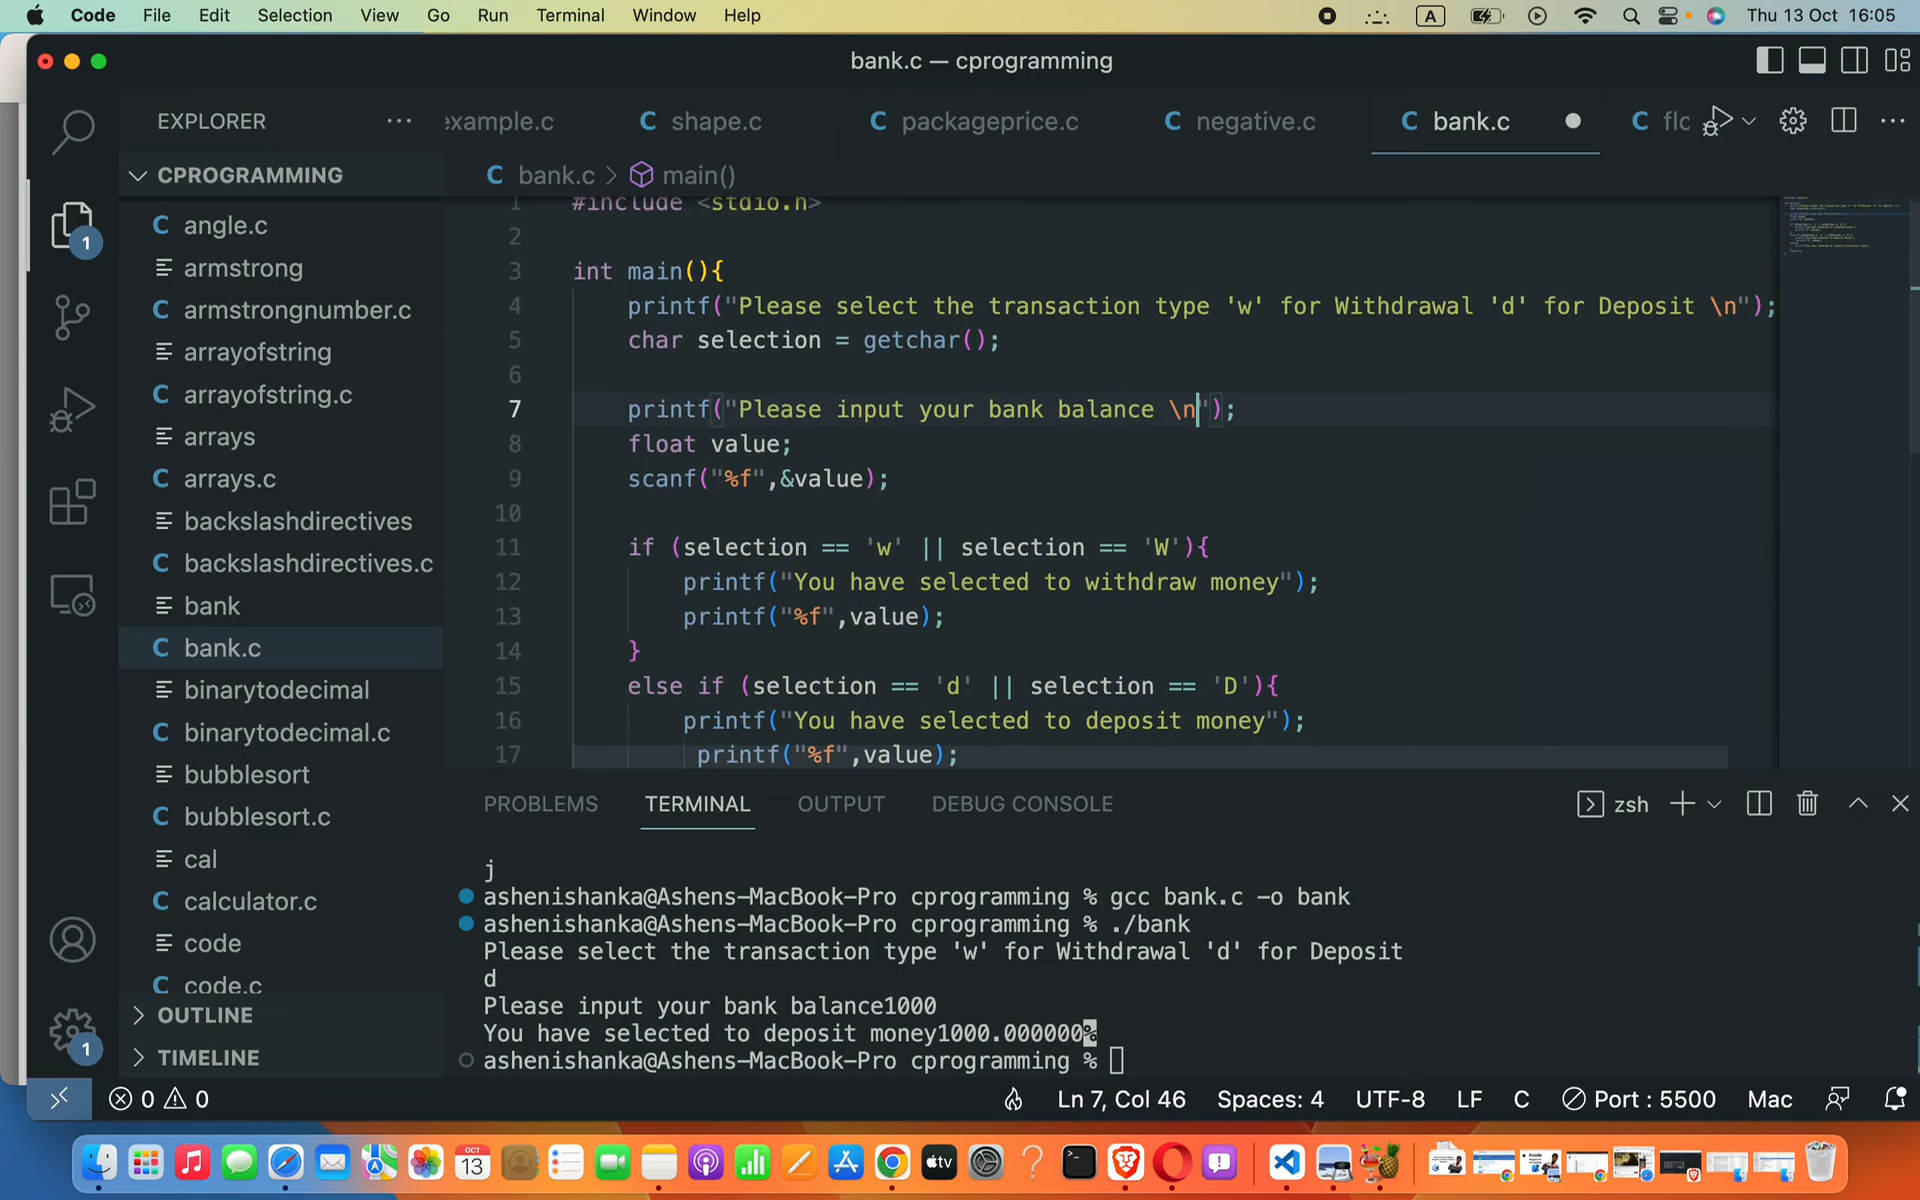 Code File Edit Selection View Go Run Terminal Window Help A Thu 13 Oct 16:05
bank.c — cprogramming
EXPLORER ···
example.c C shape.c C packageprice.c C negative.c C bank.c C flo
CPROGRAMMING
C bank.c > main()
C angle.c
armstrong
C armstrongnumber.c
arrayofstring
C arrayofstring.c
arrays
C arrays.c
backslashdirectives
C backslashdirectives.c
bank
C bank.c
binarytodecimal
C binarytodecimal.c
bubblesort
C bubblesort.c
cal
C calculator.c
code
C code.c
OUTLINE
TIMELINE
1
1
1 #include <stdio.h>
2
3 int main(){
4 printf("Please select the transaction type 'w' for Withdrawal 'd' for Deposit \n");
5 char selection = getchar();
6
7 printf("Please input your bank balance \n");
8 float value;
9 scanf("%f",&value);
10
11 if (selection == 'w' || selection == 'W'){
12 printf("You have selected to withdraw money");
13 printf("%f",value);
14 }
15 else if (selection == 'd' || selection == 'D'){
16 printf("You have selected to deposit money");
17 printf("%f",value);
PROBLEMS TERMINAL OUTPUT DEBUG CONSOLE zsh
j
ashenishanka@Ashens-MacBook-Pro cprogramming % gcc bank.c -o bank
ashenishanka@Ashens-MacBook-Pro cprogramming % ./bank
Please select the transaction type 'w' for Withdrawal 'd' for Deposit
d
Please input your bank balance1000
You have selected to deposit money1000.000000%
ashenishanka@Ashens-MacBook-Pro cprogramming %
0 0 Ln 7, Col 46 Spaces: 4 UTF-8 LF C Port : 5500 Mac
OCT
13
tv